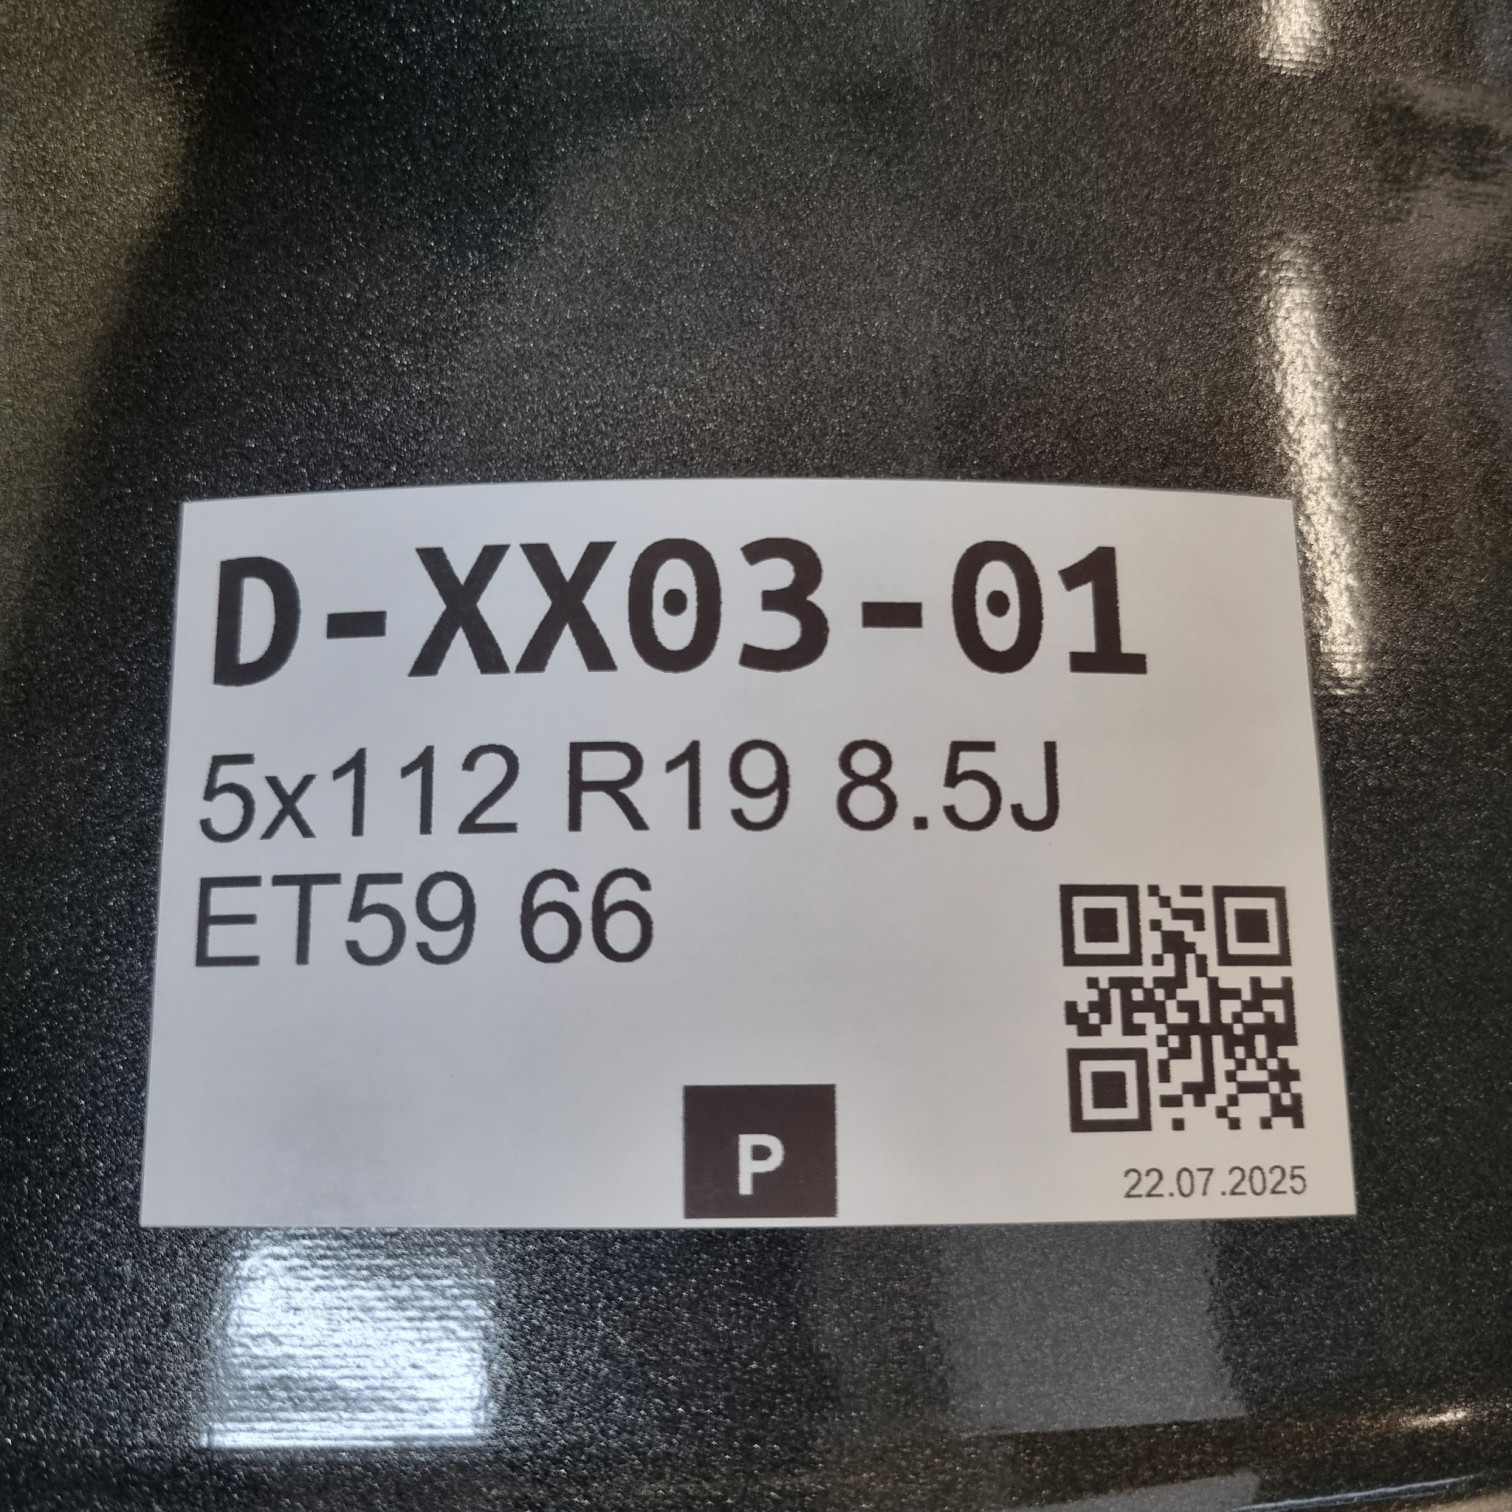 D-XX03-01
5x112 R19 8.5J
ET59 66
P
22.07.2025